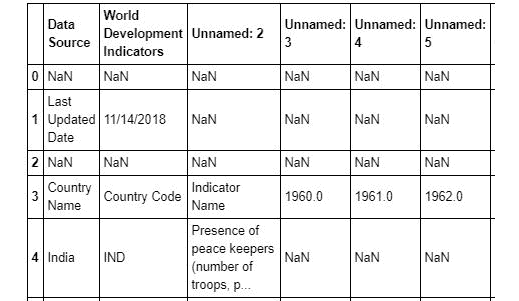 Data Source World Development Indicators Unnamed: 2 Unnamed: 3 Unnamed: 4 Unnamed: 5
0 NaN NaN NaN NaN NaN NaN
1 Last Updated Date 11/14/2018 NaN NaN NaN NaN
2 NaN NaN NaN NaN NaN NaN
3 Country Name Country Code Indicator Name 1960.0 1961.0 1962.0
4 India IND Presence of peace keepers (number of troops, p... NaN NaN NaN